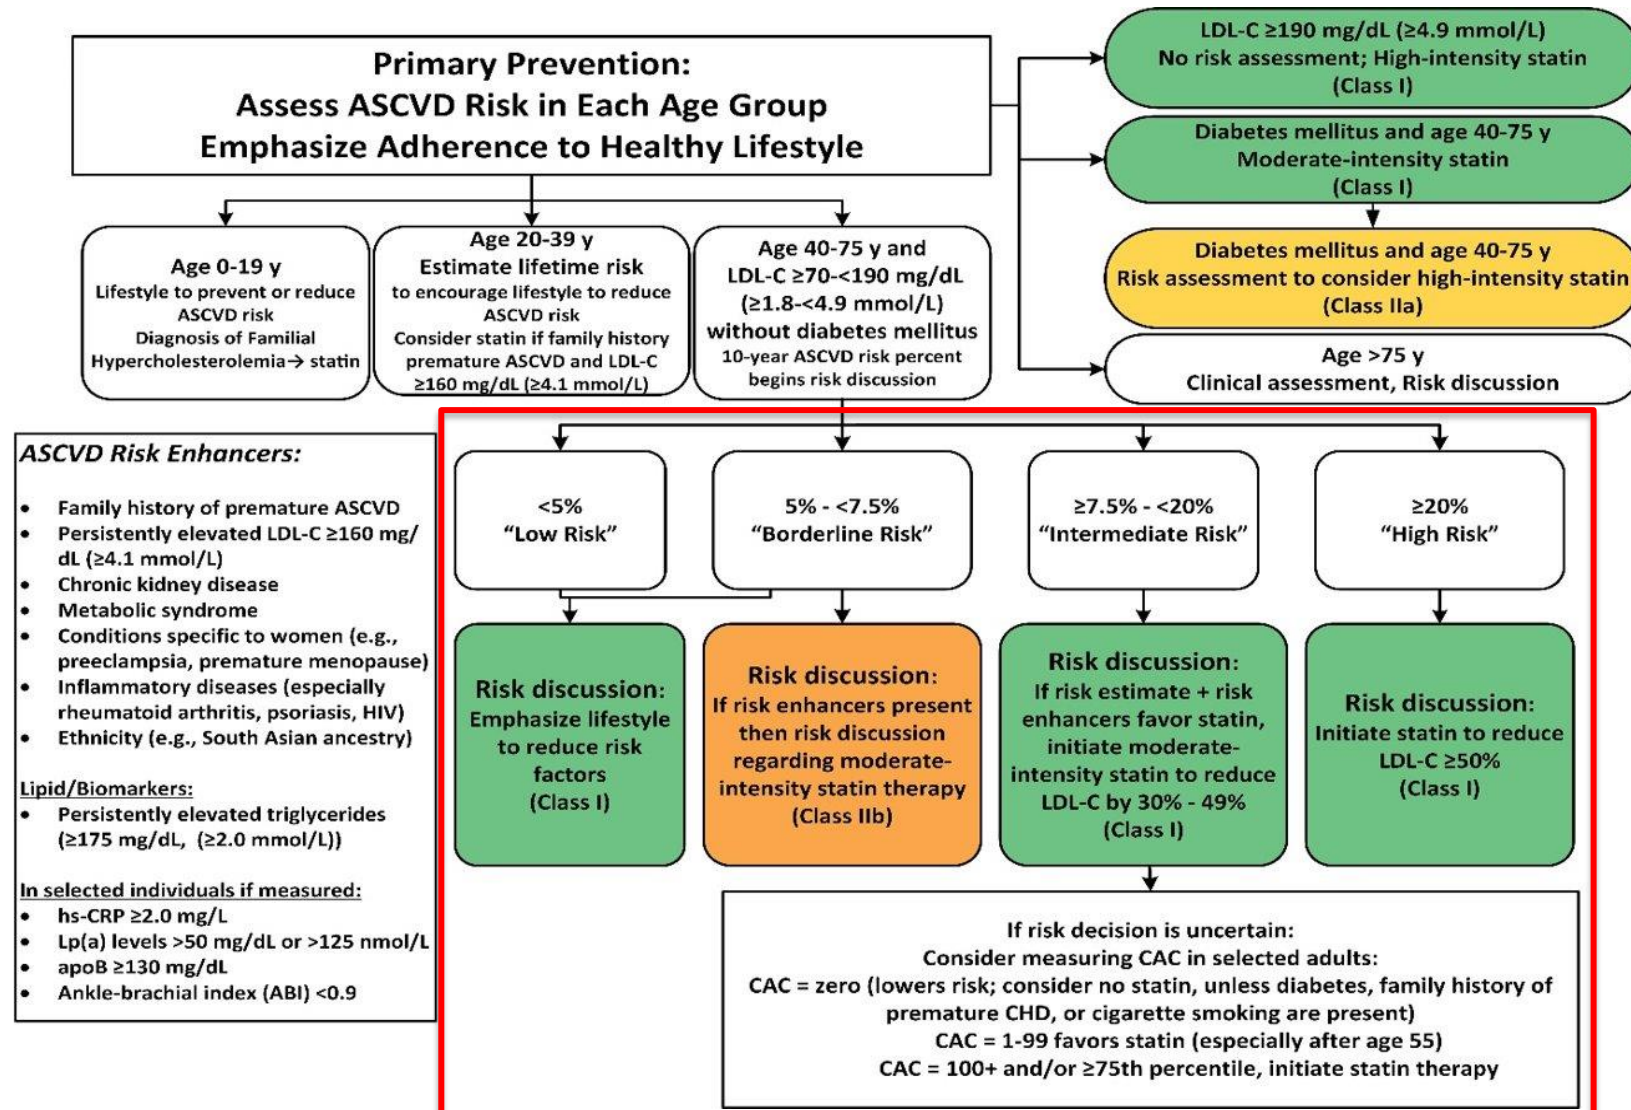 Primary Prevention:
Assess ASCVD Risk in Each Age Group
Emphasize Adherence to Healthy Lifestyle
LDL-C ≥190 mg/dL (≥4.9 mmol/L)
No risk assessment; High-intensity statin
(Class I)
Diabetes mellitus and age 40-75 y
Moderate-intensity statin
(Class I)
Diabetes mellitus and age 40-75 y
Risk assessment to consider high-intensity statin
(Class IIa)
Age >75 y
Clinical assessment, Risk discussion
Age 0-19 y
Lifestyle to prevent or reduce
ASCVD risk
Diagnosis of Familial
Hypercholesterolemia→ statin
Age 20-39 y
Estimate lifetime risk
to encourage lifestyle to reduce
ASCVD risk
Consider statin if family history
premature ASCVD and LDL-C
≥160 mg/dL (≥4.1 mmol/L)
Age 40-75 y and
LDL-C ≥70-<190 mg/dL
(≥1.8-<4.9 mmol/L)
without diabetes mellitus
10-year ASCVD risk percent
begins risk discussion
ASCVD Risk Enhancers:
• Family history of premature ASCVD
• Persistently elevated LDL-C ≥160 mg/
dL (≥4.1 mmol/L)
• Chronic kidney disease
• Metabolic syndrome
• Conditions specific to women (e.g.,
preeclampsia, premature menopause)
• Inflammatory diseases (especially
rheumatoid arthritis, psoriasis, HIV)
• Ethnicity (e.g., South Asian ancestry)
Lipid/Biomarkers:
• Persistently elevated triglycerides
(≥175 mg/dL, (≥2.0 mmol/L))
In selected individuals if measured:
• hs-CRP ≥2.0 mg/L
• Lp(a) levels >50 mg/dL or >125 nmol/L
• apoB ≥130 mg/dL
• Ankle-brachial index (ABI) <0.9
<5%
“Low Risk”
5% - <7.5%
“Borderline Risk”
≥7.5% - <20%
“Intermediate Risk”
≥20%
“High Risk”
Risk discussion:
Emphasize lifestyle
to reduce risk
factors
(Class I)
Risk discussion:
If risk enhancers present
then risk discussion
regarding moderate-
intensity statin therapy
(Class IIb)
Risk discussion:
If risk estimate + risk
enhancers favor statin,
initiate moderate-
intensity statin to reduce
LDL-C by 30% - 49%
(Class I)
Risk discussion:
Initiate statin to reduce
LDL-C ≥50%
(Class I)
If risk decision is uncertain:
Consider measuring CAC in selected adults:
CAC = zero (lowers risk; consider no statin, unless diabetes, family history of
premature CHD, or cigarette smoking are present)
CAC = 1-99 favors statin (especially after age 55)
CAC = 100+ and/or ≥75th percentile, initiate statin therapy